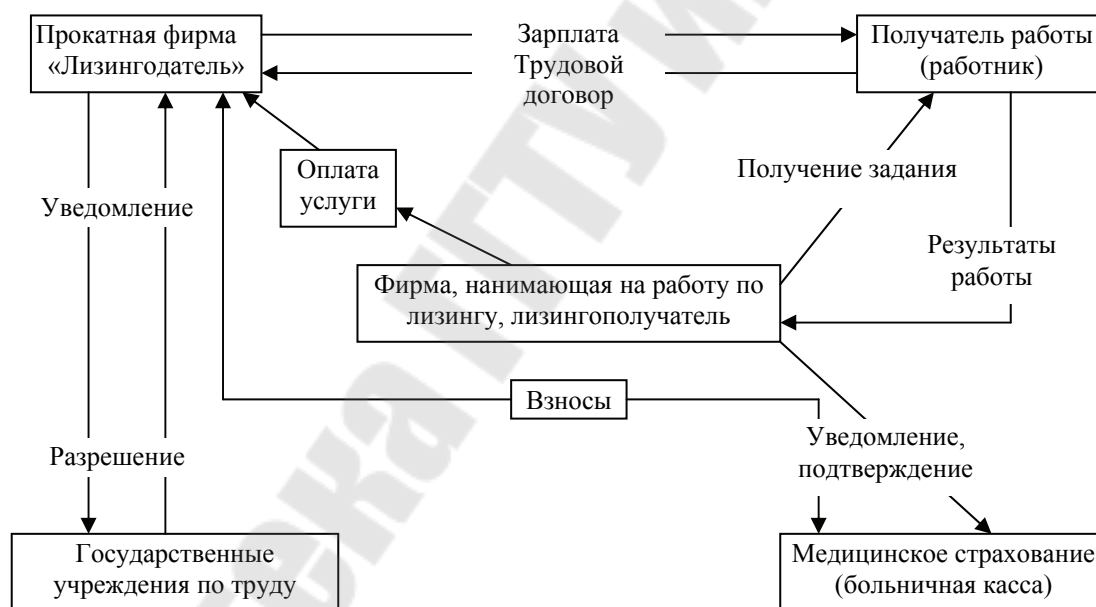 Прокатная фирма
«Лизингодатель»
Зарплата
Трудовой
договор
Получатель работы
(работник)
Оплата
услуги
Получение задания
Уведомление
Результаты
работы
Фирма, нанимающая на работу по
лизингу, лизингополучатель
Взносы
Разрешение
Уведомление,
подтверждение
Государственные
учреждения по труду
Медицинское страхование
(больничная касса)